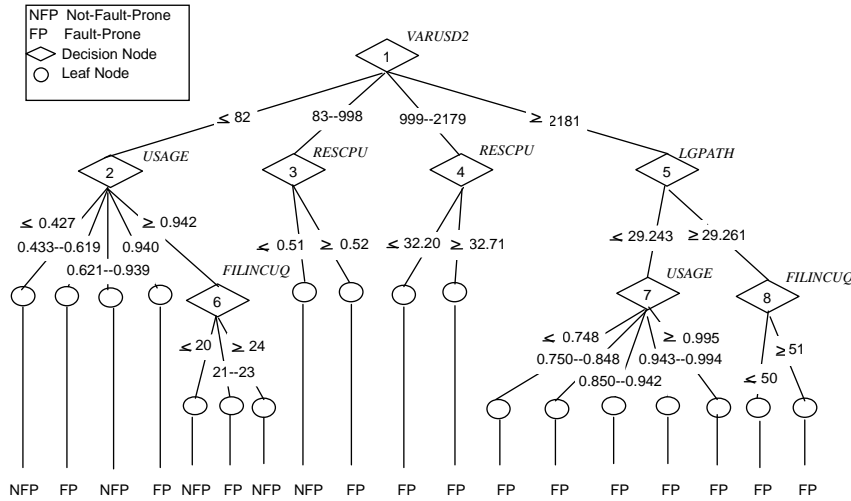 NFP Not-Fault-Prone
FP Fault-Prone
Decision Node
Leaf Node
VARUSD2
1
≤ 82
83--998
999--2179
≥ 2181
USAGE
2
RESCPU
3
RESCPU
4
LGPATH
5
≤ 0.427
≥ 0.942
0.433--0.619
0.940
0.621--0.939
≤ 0.51
≥ 0.52
≤ 32.20
≥ 32.71
≤ 29.243
≥ 29.261
FILINCUQ
6
USAGE
7
FILINCUQ
8
≤ 20
≥ 24
21--23
≤ 0.748
≥ 0.995
0.750--0.848
0.943--0.994
0.850--0.942
≥ 51
≤ 50
NFP FP NFP FP NFP FP NFP NFP FP FP FP FP FP FP FP FP FP FP